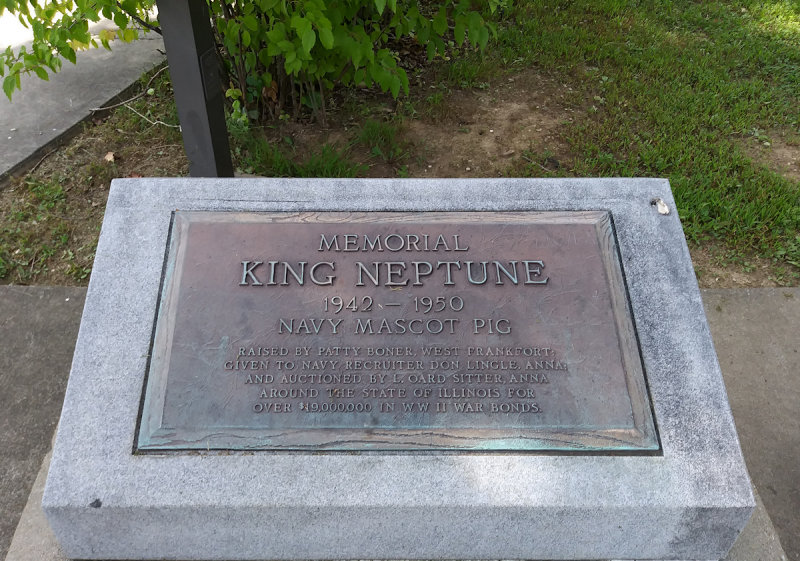 MEMORIAL
KING NEPTUNE
1942 - 1950
NAVY MASCOT PIG
RAISED BY PATTY BONER, WEST FRANKFORT;
GIVEN TO NAVY, RECRUITER DON LINGLE, ANNA;
AND AUCTIONED BY L. OARD SITTER, ANNA
AROUND THE STATE OF ILLINOIS FOR
OVER $19,000,000 IN WW II WAR BONDS.